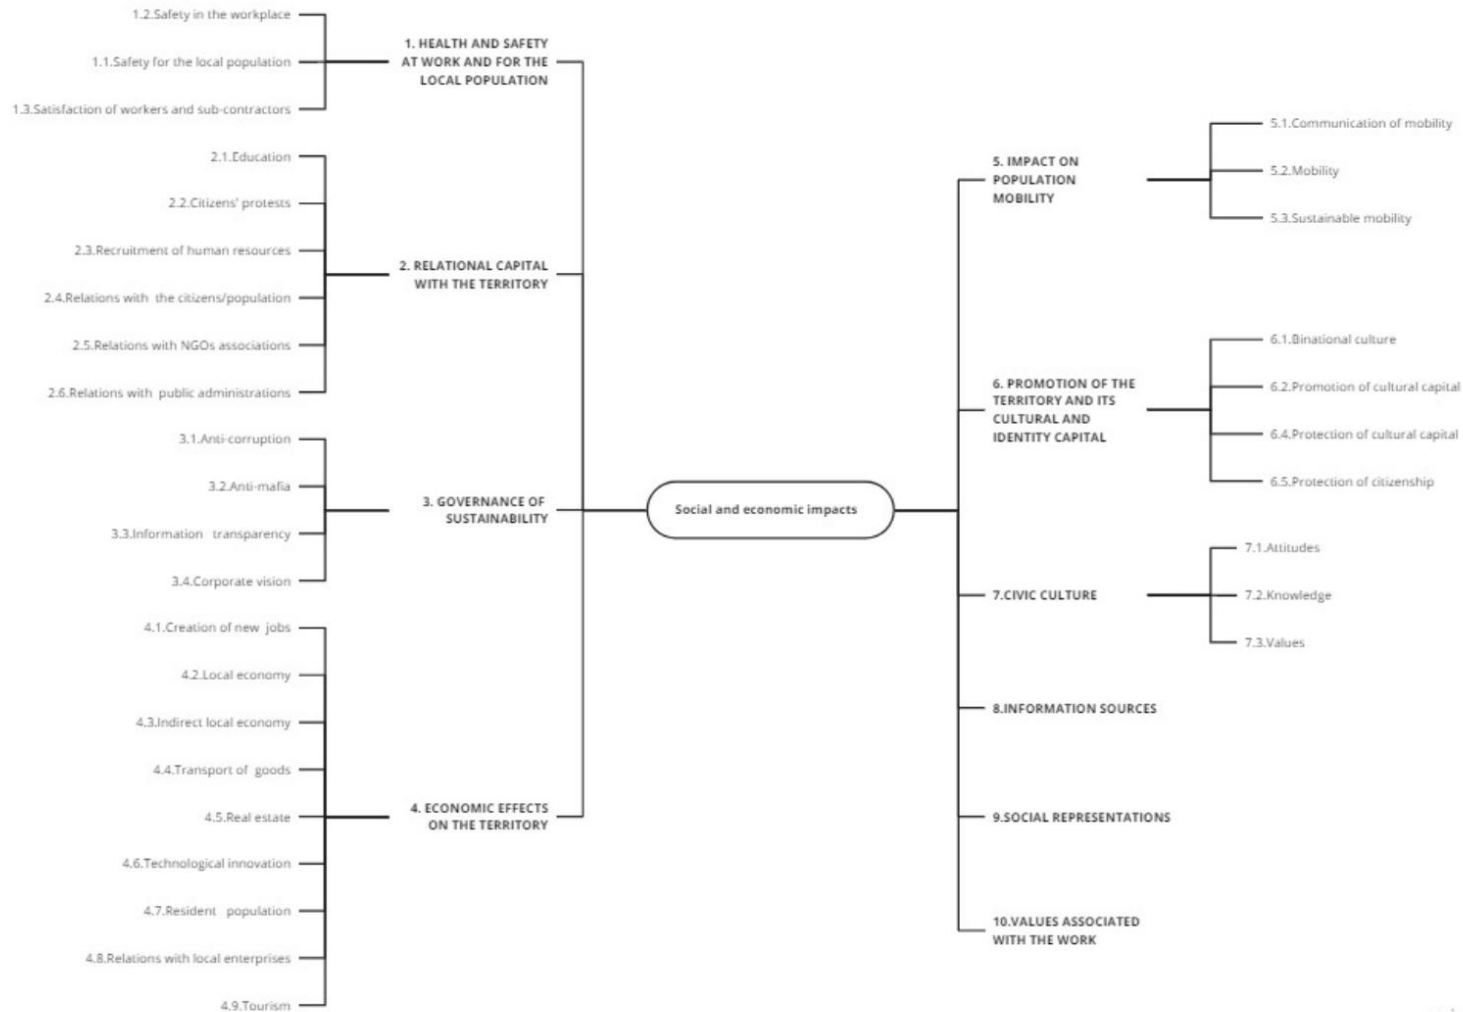 1.2.Safety in the workplace
1.1.Safety for the local population
1.3.Satisfaction of workers and sub-contractors
1. HEALTH AND SAFETY
AT WORK AND FOR THE
LOCAL POPULATION
2.1.Education
2.2.Citizens' protests
2.3.Recruitment of human resources
2.4.Relations with the citizens/population
2.5.Relations with NGOs associations
2.6.Relations with public administrations
2. RELATIONAL CAPITAL
WITH THE TERRITORY
3.1.Anti-corruption
3.2.Anti-mafia
3.3.Information transparency
3.4.Corporate vision
3. GOVERNANCE OF
SUSTAINABILITY
4.1.Creation of new jobs
4.2.Local economy
4.3.Indirect local economy
4.4.Transport of goods
4.5.Real estate
4.6.Technological innovation
4.7.Resident population
4.8.Relations with local enterprises
4.9.Tourism
4. ECONOMIC EFFECTS
ON THE TERRITORY
Social and economic impacts
5. IMPACT ON
POPULATION
MOBILITY
5.1.Communication of mobility
5.2.Mobility
5.3.Sustainable mobility
6. PROMOTION OF THE
TERRITORY AND ITS
CULTURAL AND
IDENTITY CAPITAL
6.1.Binational culture
6.2.Promotion of cultural capital
6.4.Protection of cultural capital
6.5.Protection of citizenship
7.CIVIC CULTURE
7.1.Attitudes
7.2.Knowledge
7.3.Values
8.INFORMATION SOURCES
9.SOCIAL REPRESENTATIONS
10.VALUES ASSOCIATED
WITH THE WORK